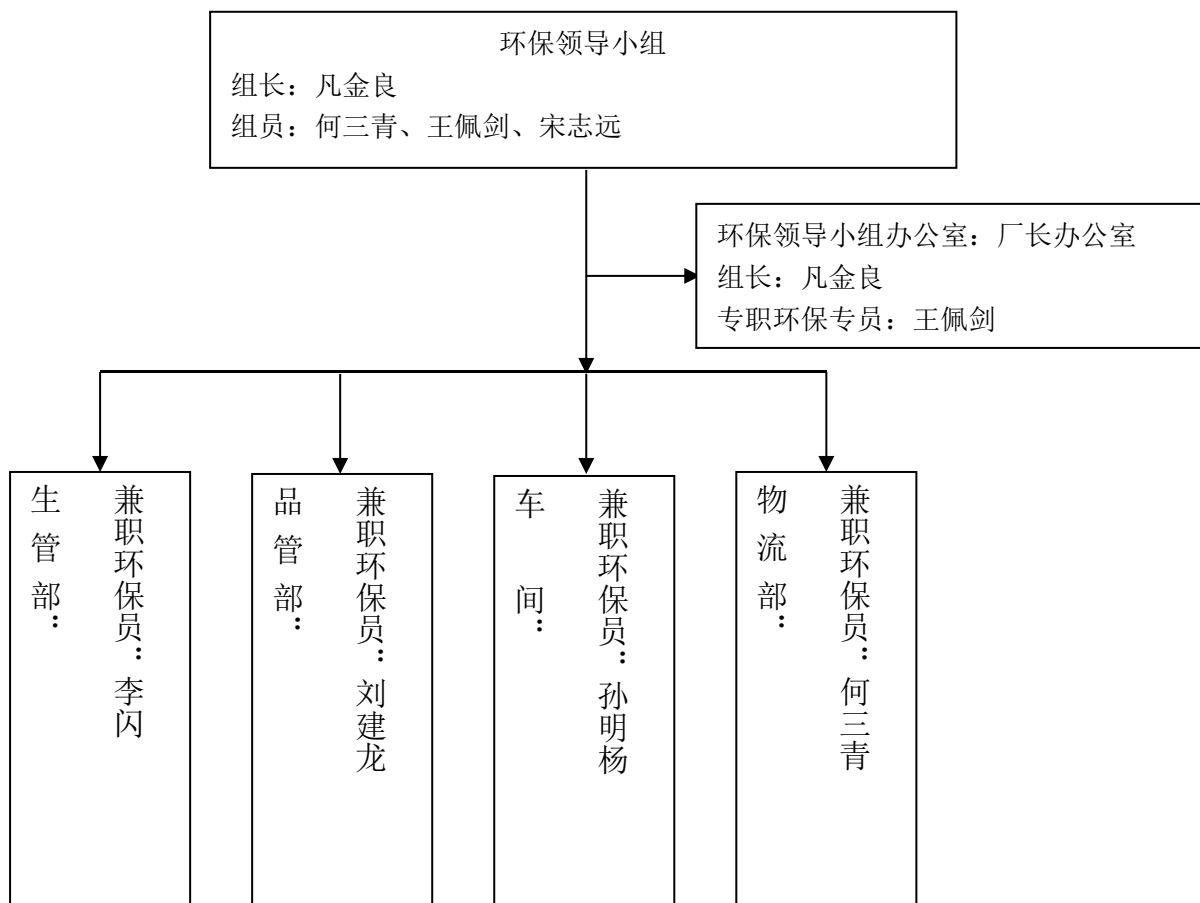 环保领导小组
组长：凡金良
组员：何三青、王佩剑、宋志远
环保领导小组办公室：厂长办公室
组长：凡金良
专职环保专员：王佩剑
生管部：
兼职环保员：李闪
品管部：
兼职环保员：刘建龙
车间：
兼职环保员：孙明杨
物流部：
兼职环保员：何三青